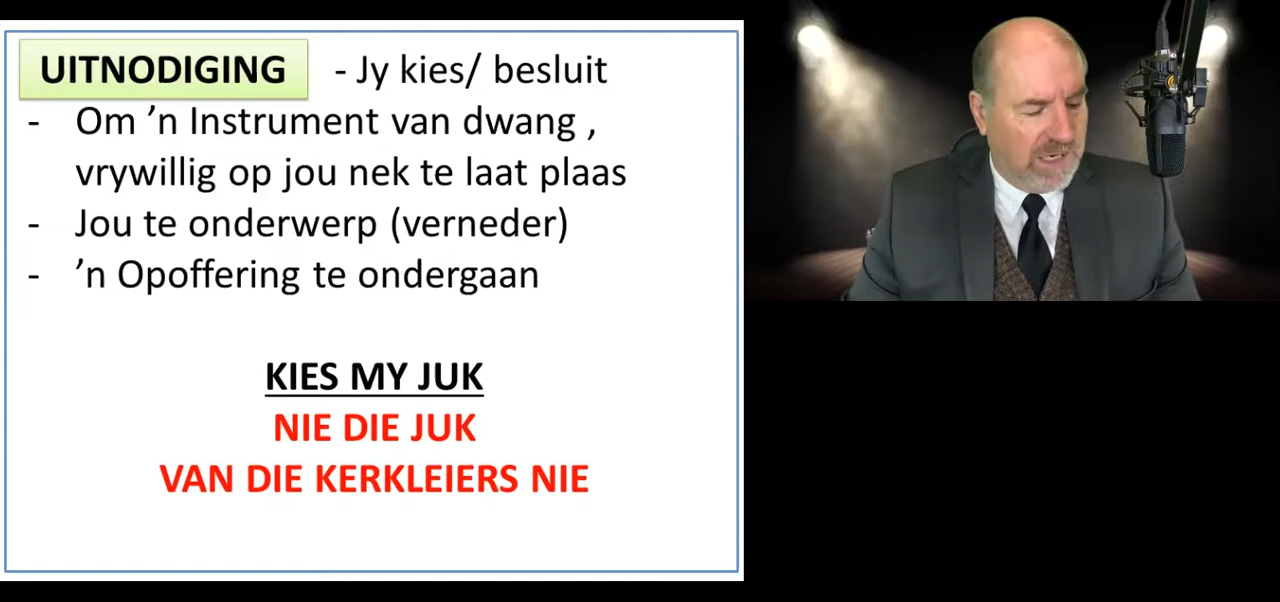 UITNODIGING - Jy kies/ besluit
- Om ’n Instrument van dwang ,
vrywillig op jou nek te laat plaas
- Jou te onderwerp (verneder)
- ’n Opoffering te ondergaan
KIES MY JUK
NIE DIE JUK
VAN DIE KERKLEIERS NIE